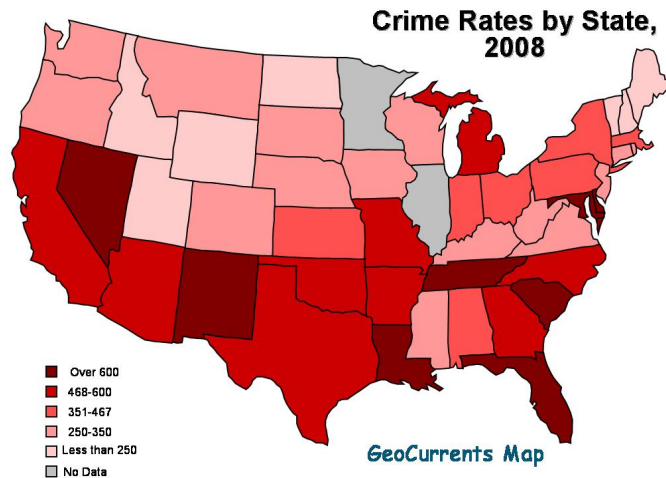 Crime Rates by State,
2008
Over 600
468-600
351-467
250-350
Less than 250
No Data
GeoCurrents Map